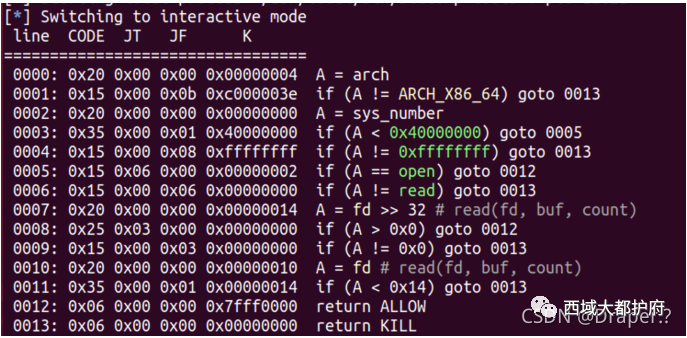 [*] Switching to interactive mode
line CODE JT JF K
=================================
0000: 0x20 0x00 0x00 0x00000004 A = arch
0001: 0x15 0x00 0x0b 0xc000003e if (A != ARCH_X86_64) goto 0013
0002: 0x20 0x00 0x00 0x00000000 A = sys_number
0003: 0x35 0x00 0x01 0x40000000 if (A < 0x40000000) goto 0005
0004: 0x15 0x00 0x08 0xffffffff if (A != 0xffffffff) goto 0013
0005: 0x15 0x06 0x00 0x00000002 if (A == open) goto 0012
0006: 0x15 0x00 0x06 0x00000000 if (A != read) goto 0013
0007: 0x20 0x00 0x00 0x00000014 A = fd >> 32 # read(fd, buf, count)
0008: 0x25 0x03 0x00 0x00000000 if (A > 0x0) goto 0012
0009: 0x15 0x00 0x03 0x00000000 if (A != 0x0) goto 0013
0010: 0x20 0x00 0x00 0x00000010 A = fd # read(fd, buf, count)
0011: 0x35 0x00 0x01 0x00000014 if (A < 0x14) goto 0013
0012: 0x06 0x00 0x00 0x7fff0000 return ALLOW
0013: 0x06 0x00 0x00 0x00000000 return KILL
西域大都护府
CSDN @Draper.?